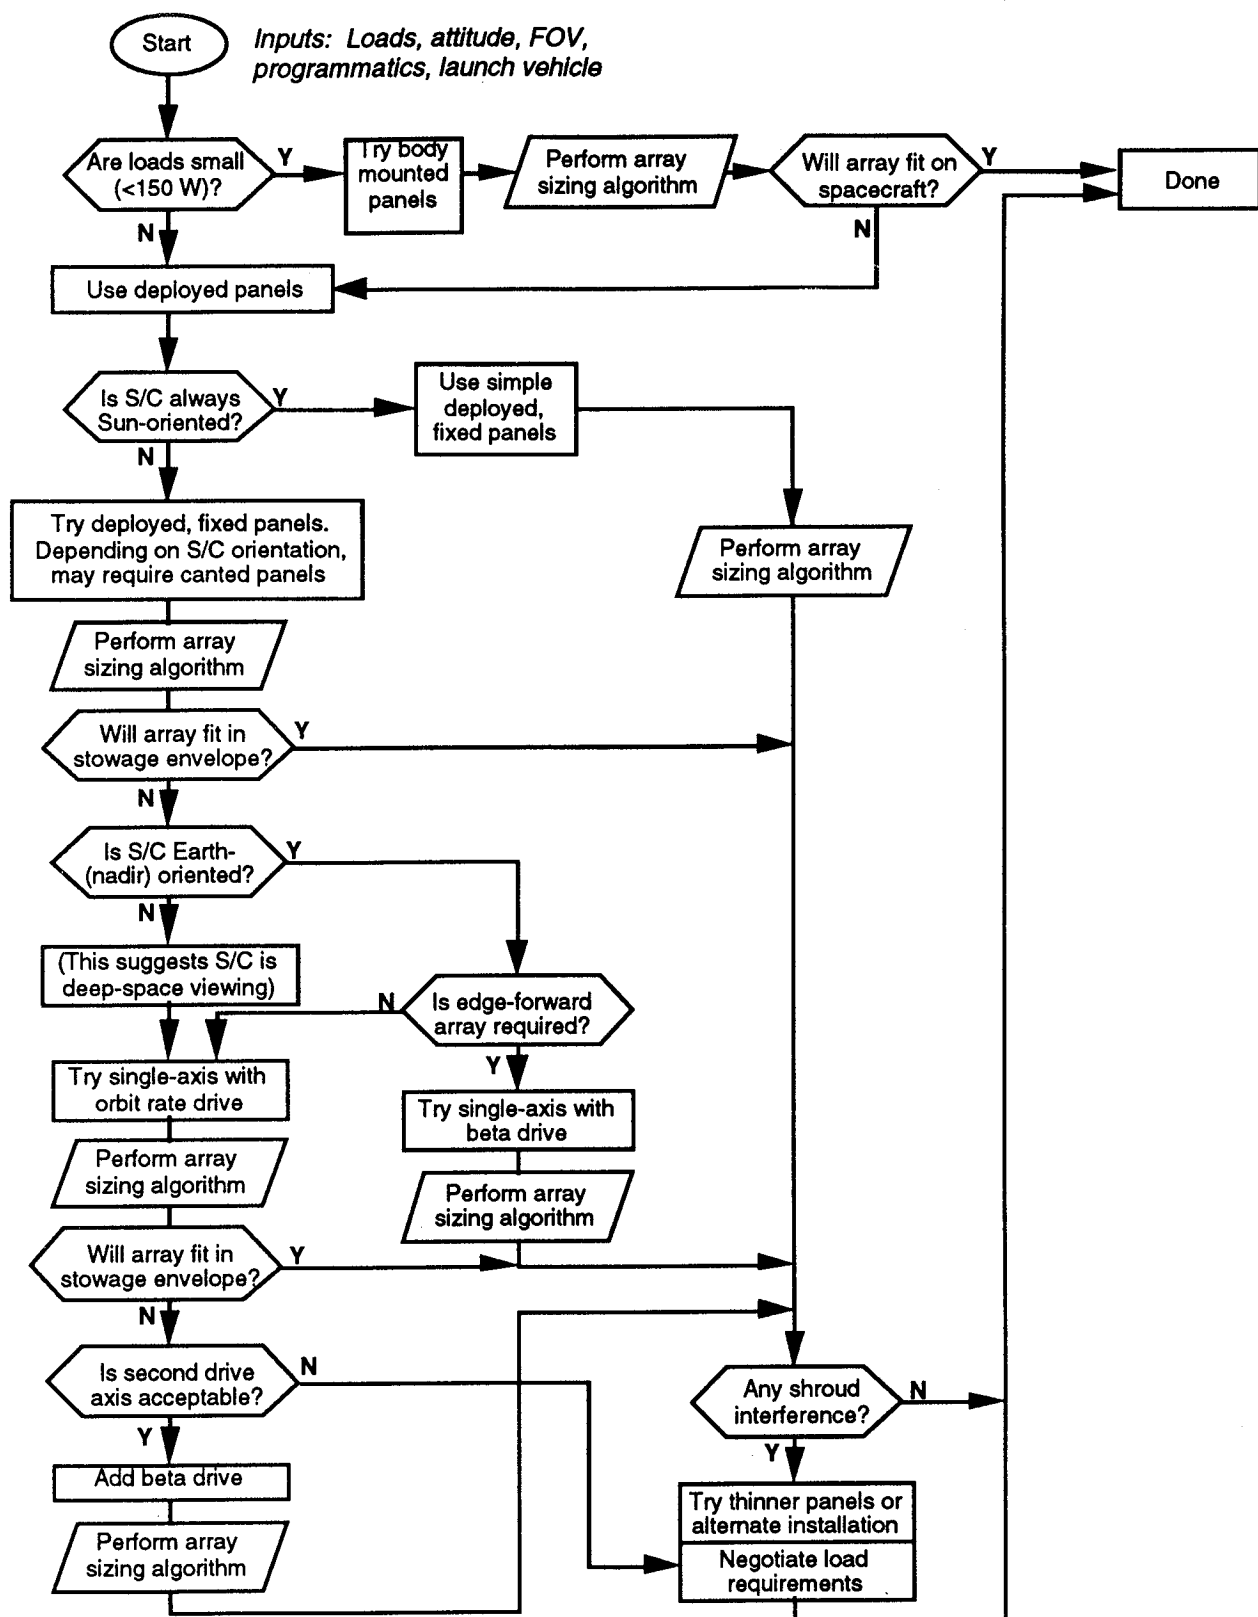 Start
Inputs: Loads, attitude, FOV,
programmatics, launch vehicle
Are loads small
(<150 W)?
Y
Try body
mounted
panels
Perform array
sizing algorithm
Will array fit on
spacecraft?
Y
Done
N
N
Use deployed panels
Is S/C always
Sun-oriented?
Y
Use simple
deployed,
fixed panels
N
Try deployed, fixed panels.
Depending on S/C orientation,
may require canted panels
Perform array
sizing algorithm
Perform array
sizing algorithm
Will array fit in
stowage envelope?
Y
N
Is S/C Earth-
(nadir) oriented?
Y
N
(This suggests S/C is
deep-space viewing)
N
Is edge-forward
array required?
Y
Try single-axis with
orbit rate drive
Try single-axis with
beta drive
Perform array
sizing algorithm
Perform array
sizing algorithm
Will array fit in
stowage envelope?
Y
N
Is second drive
axis acceptable?
N
Any shroud
interference?
N
Y
Y
Add beta drive
Try thinner panels or
alternate installation
Perform array
sizing algorithm
Negotiate load
requirements